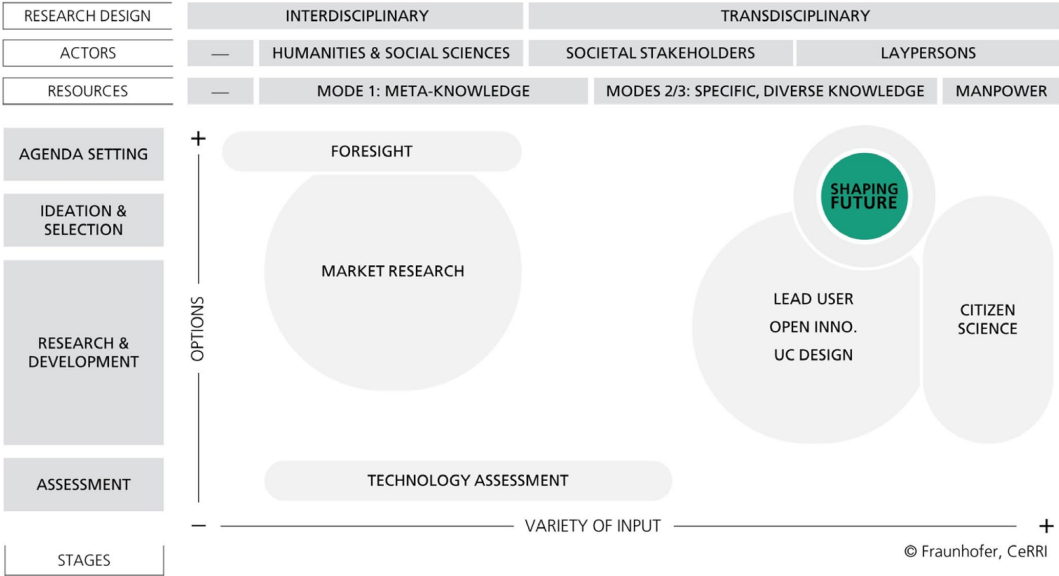 RESEARCH DESIGN
INTERDISCIPLINARY
TRANSDISCIPLINARY
ACTORS
—
HUMANITIES & SOCIAL SCIENCES
SOCIETAL STAKEHOLDERS
LAYPERSONS
RESOURCES
—
MODE 1: META-KNOWLEDGE
MODES 2/3: SPECIFIC, DIVERSE KNOWLEDGE
MANPOWER
AGENDA SETTING
+
FORESIGHT
IDEATION &
SELECTION
SHAPING
FUTURE
MARKET RESEARCH
RESEARCH &
DEVELOPMENT
OPTIONS
LEAD USER
OPEN INNO.
UC DESIGN
CITIZEN
SCIENCE
ASSESSMENT
TECHNOLOGY ASSESSMENT
–
VARIETY OF INPUT
+
STAGES
© Fraunhofer, CeRRI